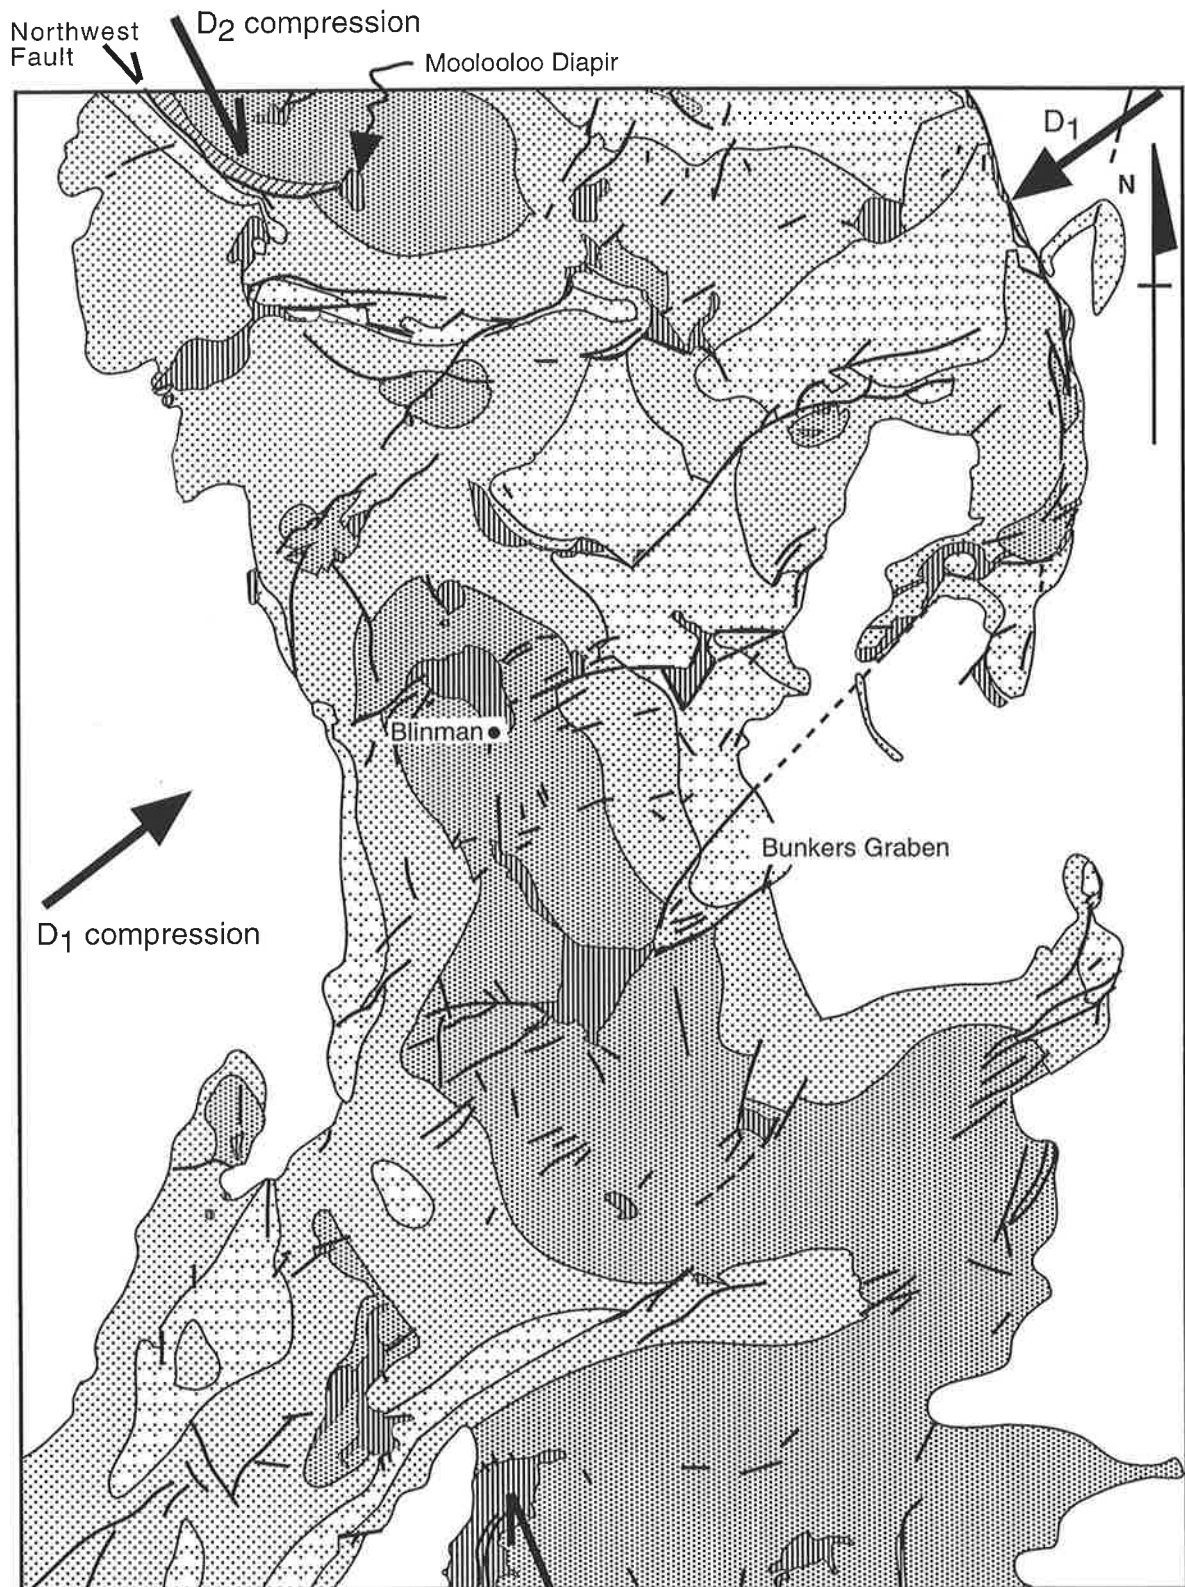 Northwest
Fault
D2 compression
Moolooloo Diapir
D1
N
Blinman
Bunkers Graben
D1 compression